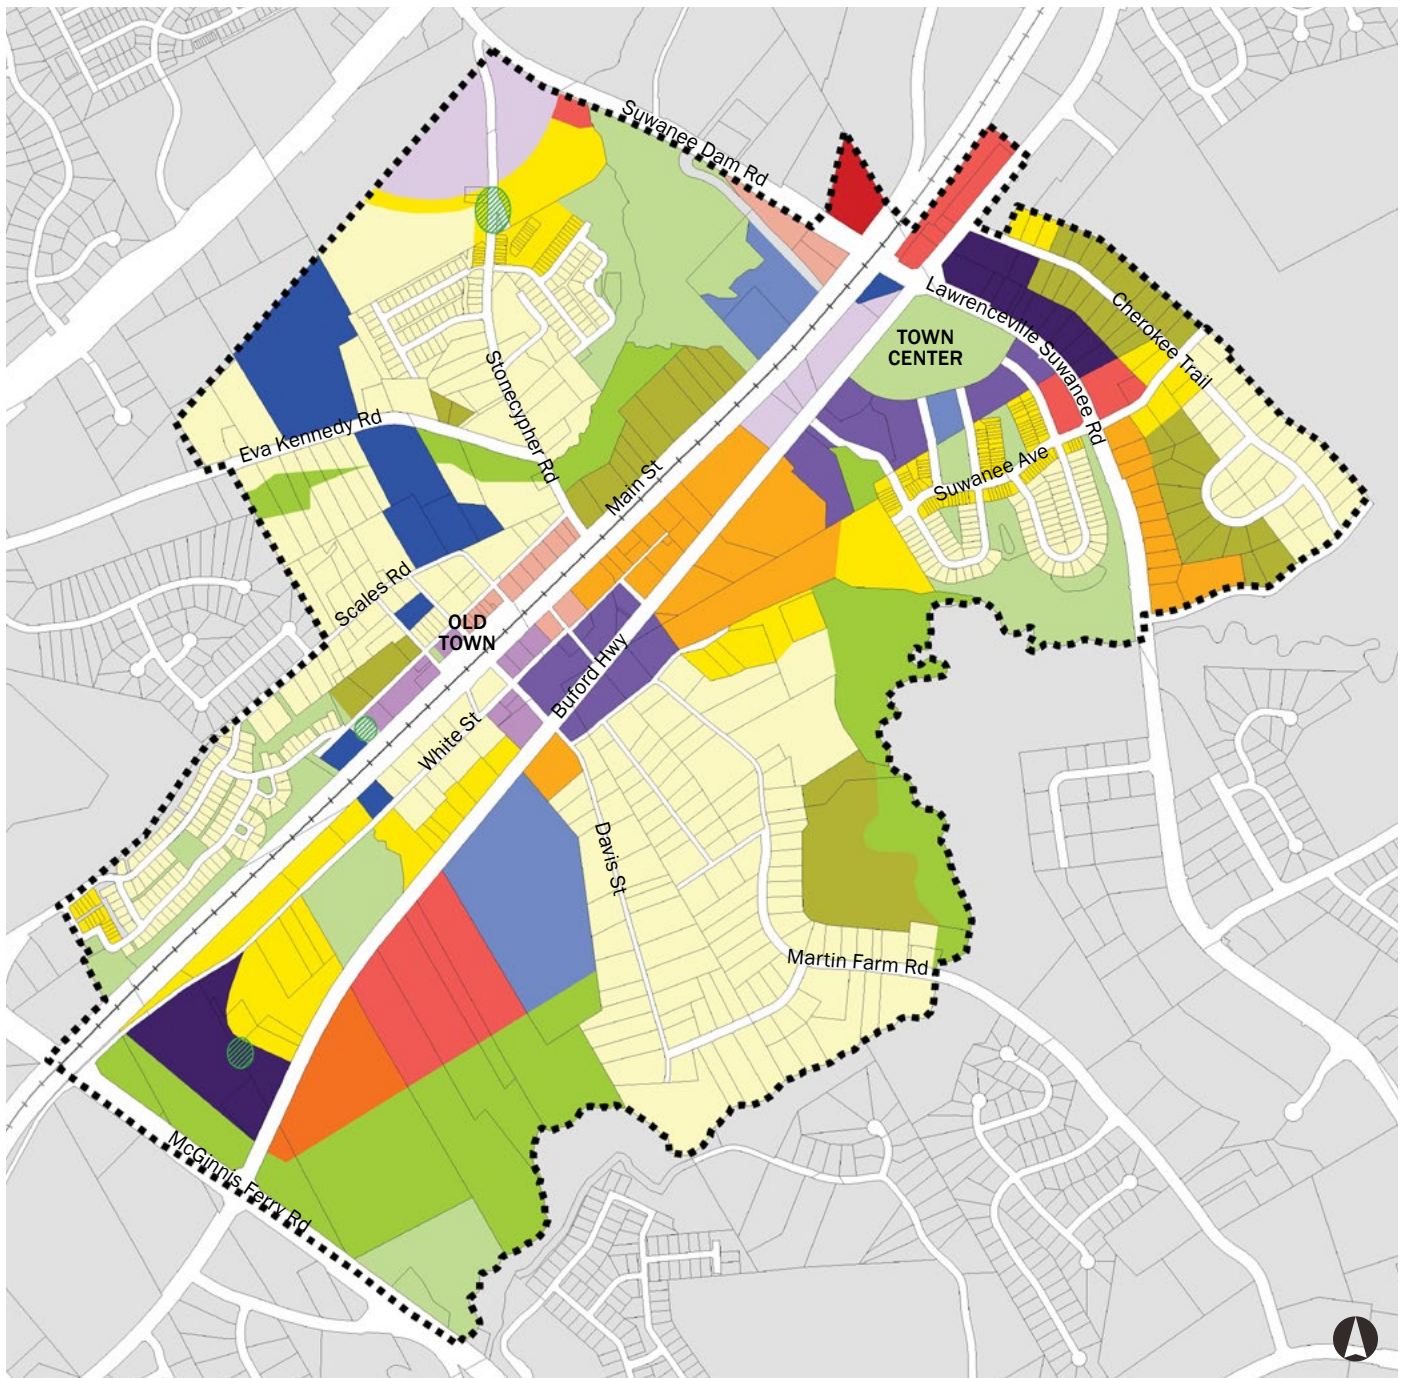 Suwanee Dam Rd
Lawrenceville Suwanee Rd
Cherokee Trail
TOWN
CENTER
Stonecypher Rd
Eva Kennedy Rd
Main St
Suwanee Ave
Scales Rd
OLD
TOWN
Buford Hwy
White St
Davis St
Martin Farm Rd
McGinnis Ferry Rd